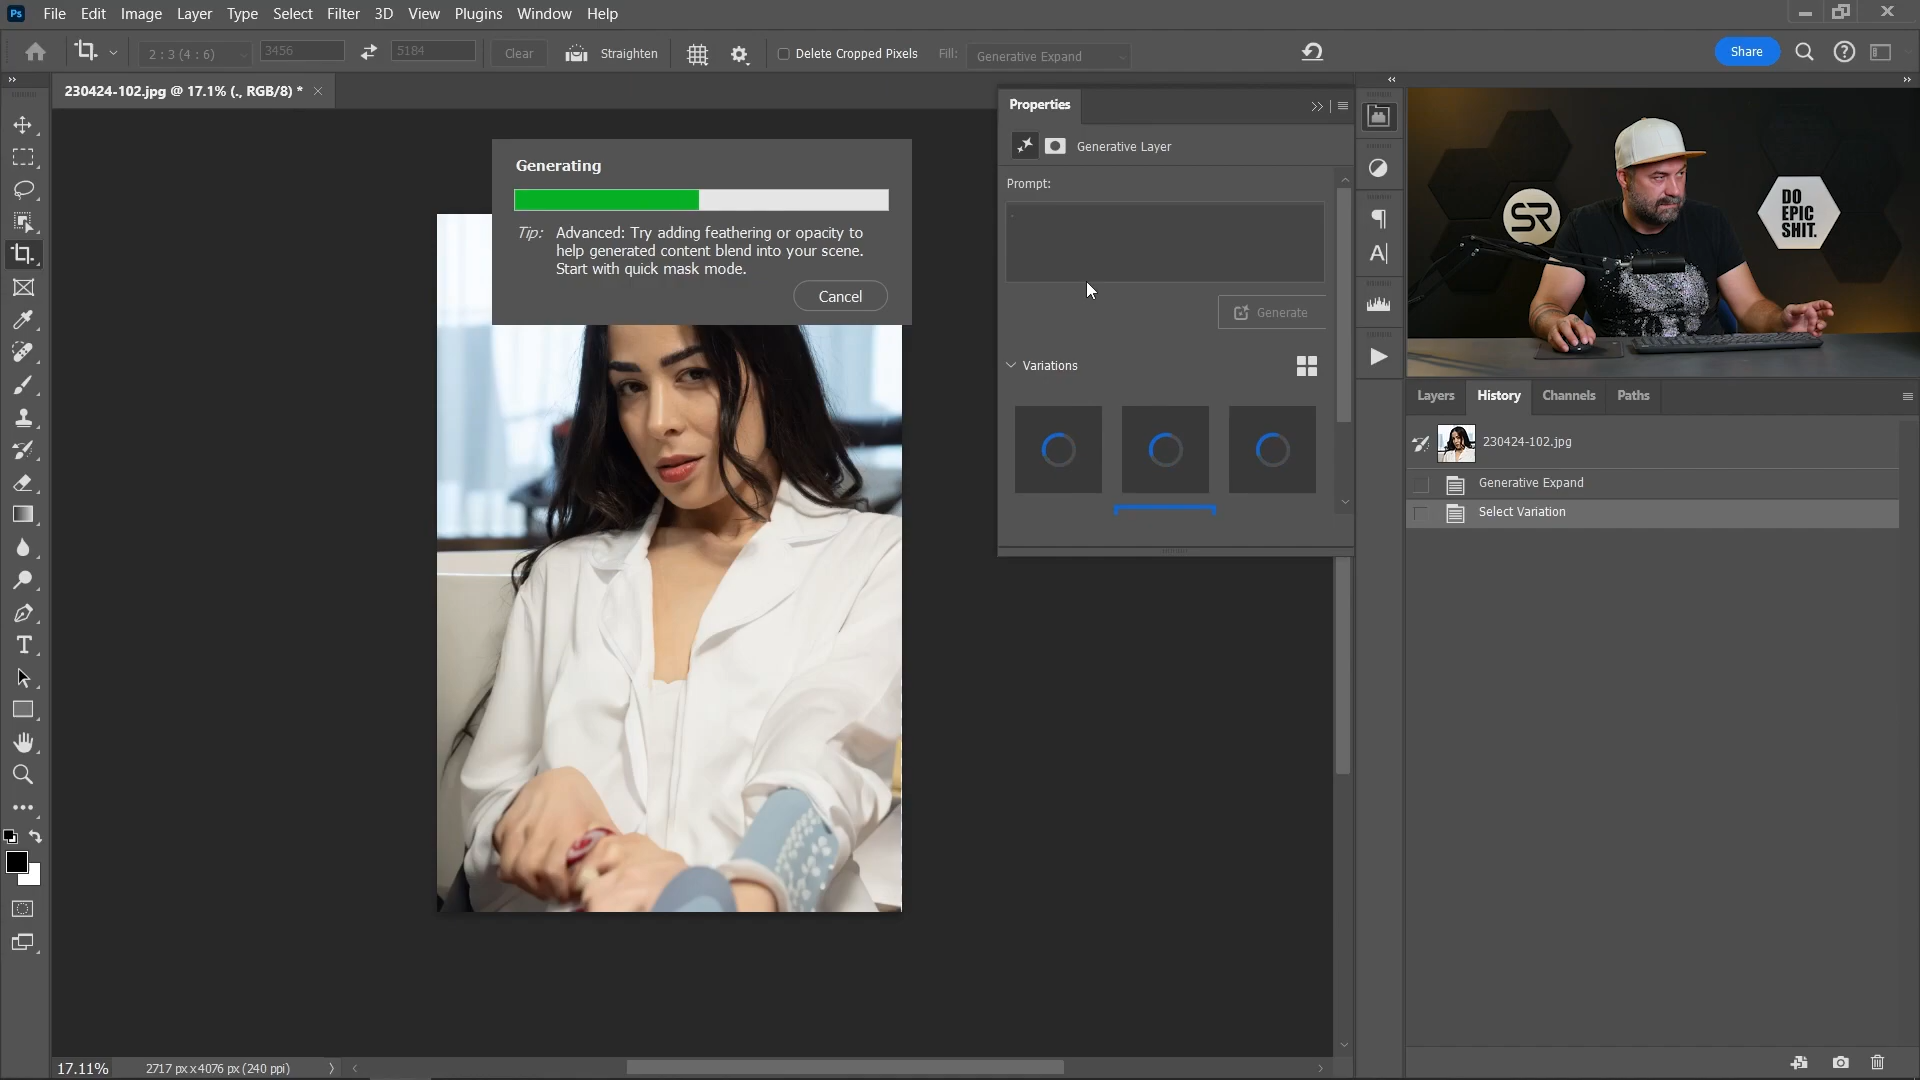 Ps File Edit Image Layer Type Select Filter 3D View Plugins Window Help
2 : 3 (4 : 6) 3456 5184 Clear Straighten Delete Cropped Pixels Fill: Generative Expand Share
230424-102.jpg @ 17.1% (., RGB/8) *
Properties
Generative Layer
Prompt:
.
Generate
Variations
Generating
Tip: Advanced: Try adding feathering or opacity to
help generated content blend into your scene.
Start with quick mask mode.
Cancel
SR
DO
EPIC
SHIT.
Layers History Channels Paths
230424-102.jpg
Generative Expand
Select Variation
17.11% 2717 px x 4076 px (240 ppi)